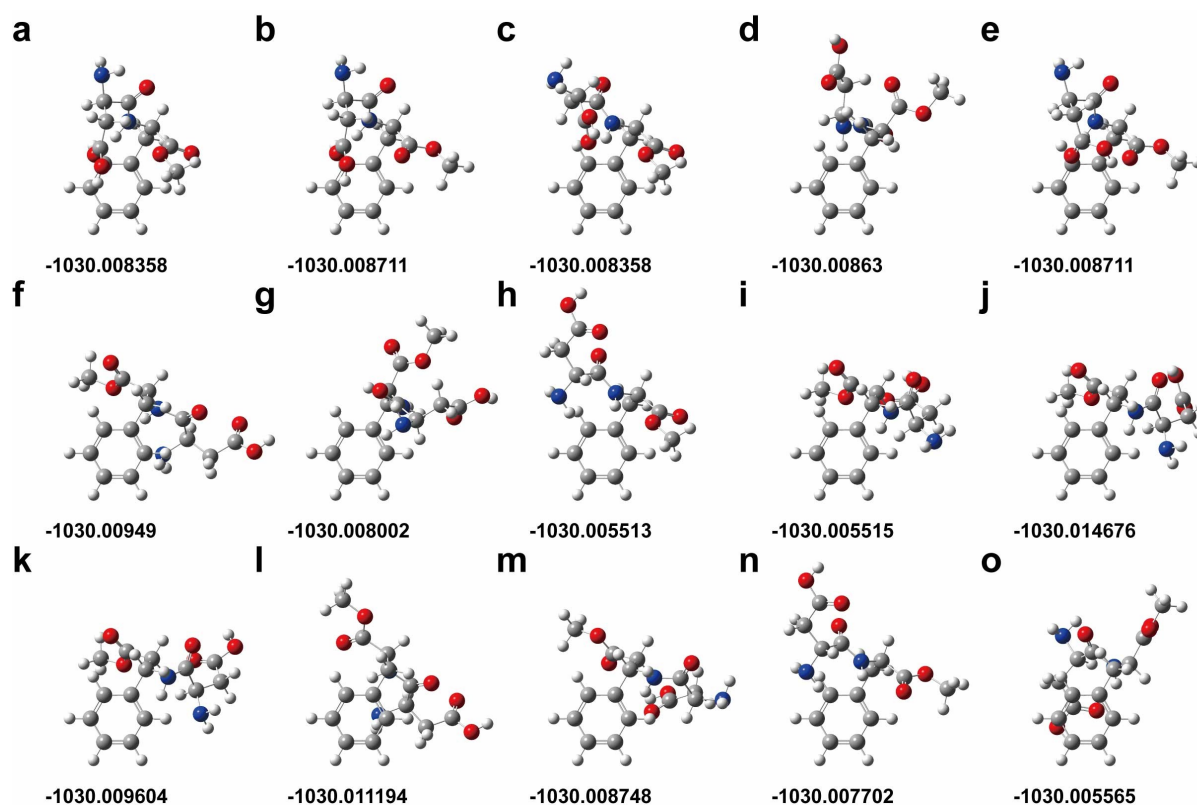 a b c d e
-1030.008358 -1030.008711 -1030.008358 -1030.00863 -1030.008711
f g h i j
-1030.00949 -1030.008002 -1030.005513 -1030.005515 -1030.014676
k l m n o
-1030.009604 -1030.011194 -1030.008748 -1030.007702 -1030.005565